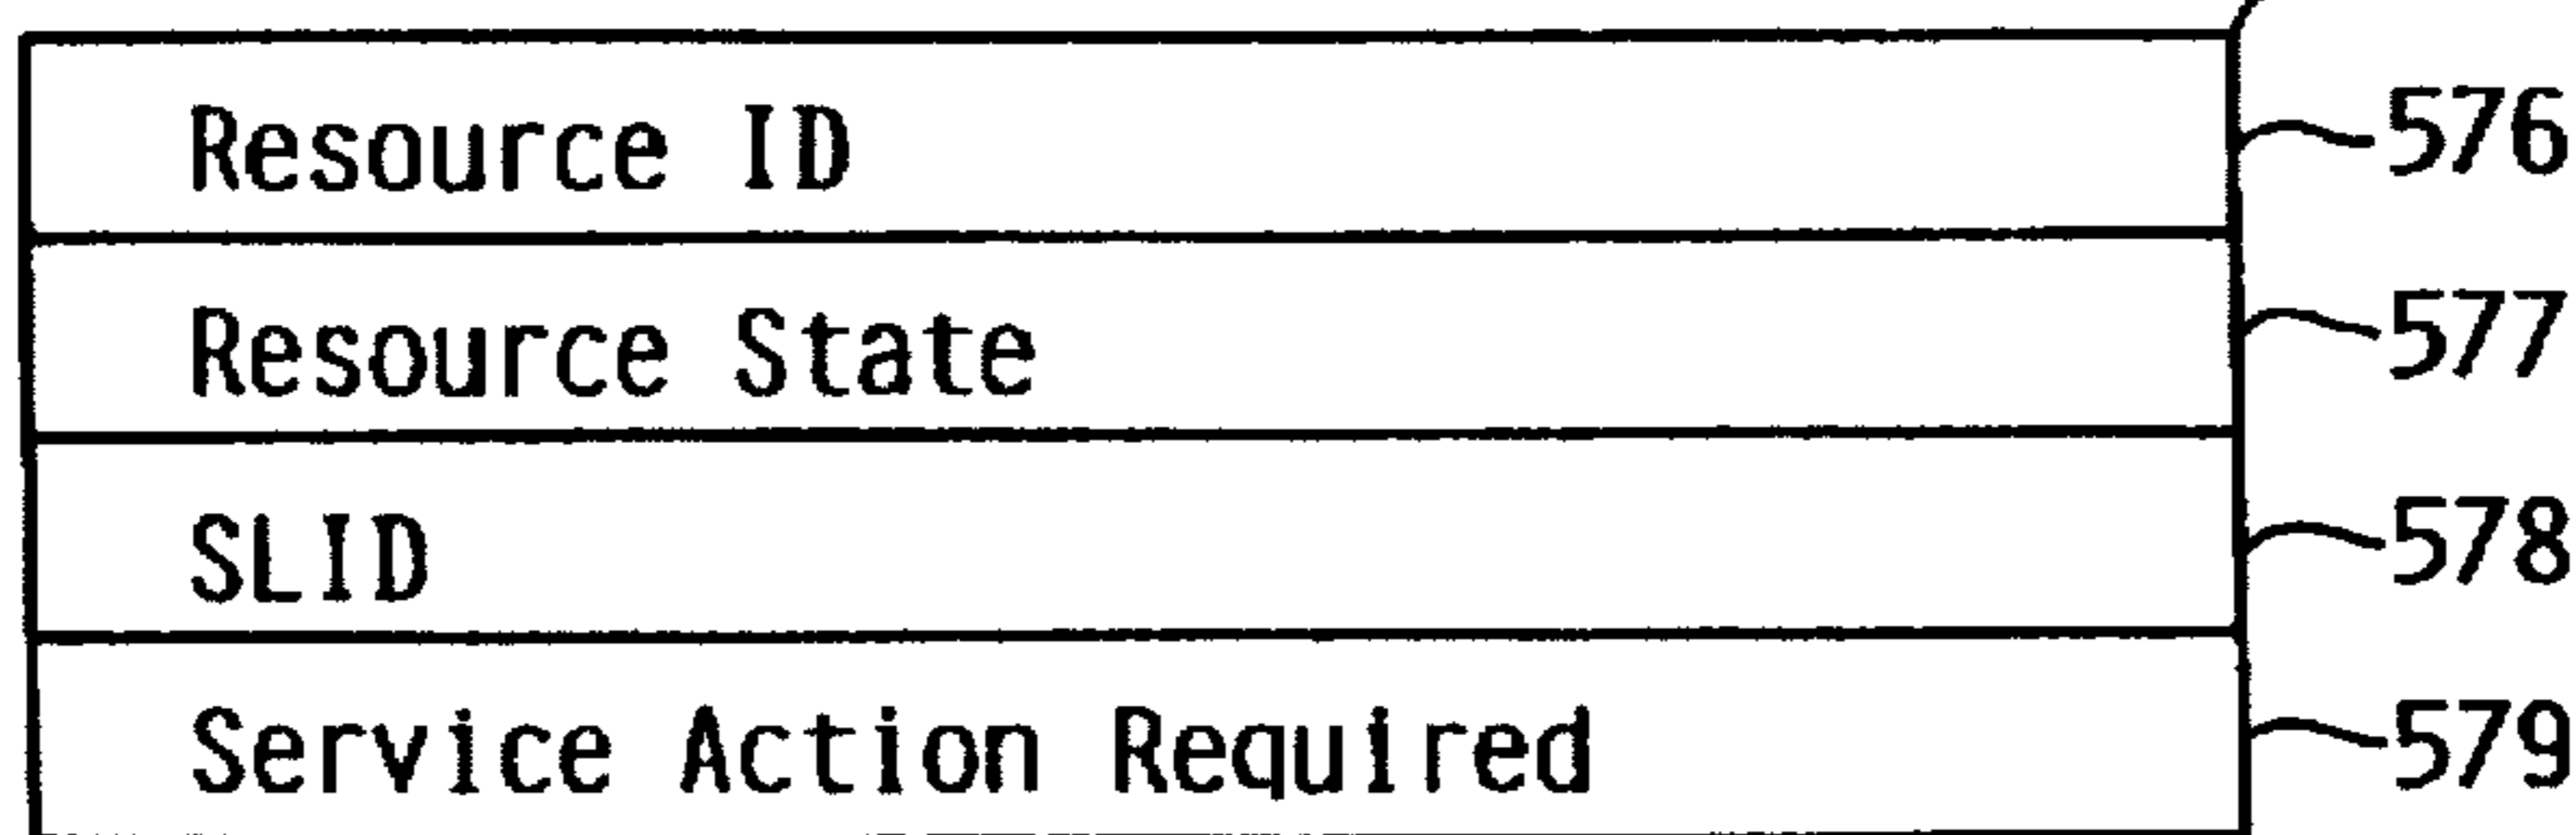 Resource ID 576
Resource State 577
SLID 578
Service Action Required 579